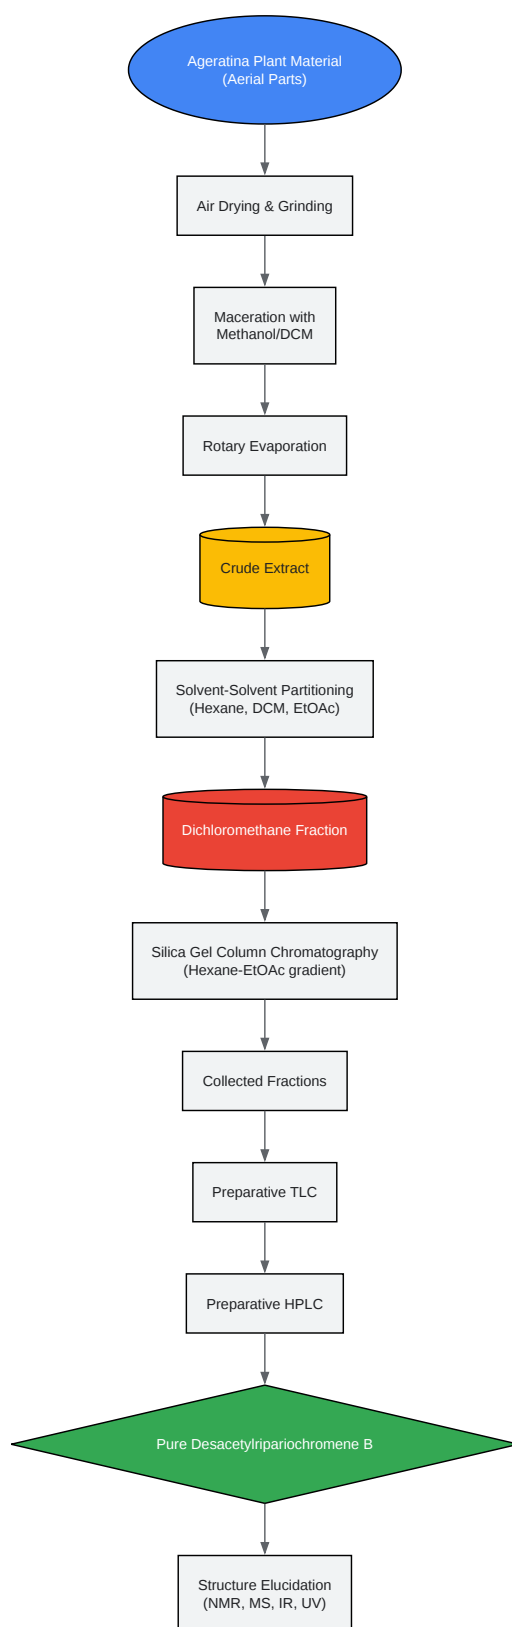 Ageratina Plant Material
(Aerial Parts)
Air Drying & Grinding
Maceration with
Methanol/DCM
Rotary Evaporation
Crude Extract
Solvent-Solvent Partitioning
(Hexane, DCM, EtOAc)
Dichloromethane Fraction
Silica Gel Column Chromatography
(Hexane-EtOAc gradient)
Collected Fractions
Preparative TLC
Preparative HPLC
Pure Desacetylripariochromene B
Structure Elucidation
(NMR, MS, IR, UV)